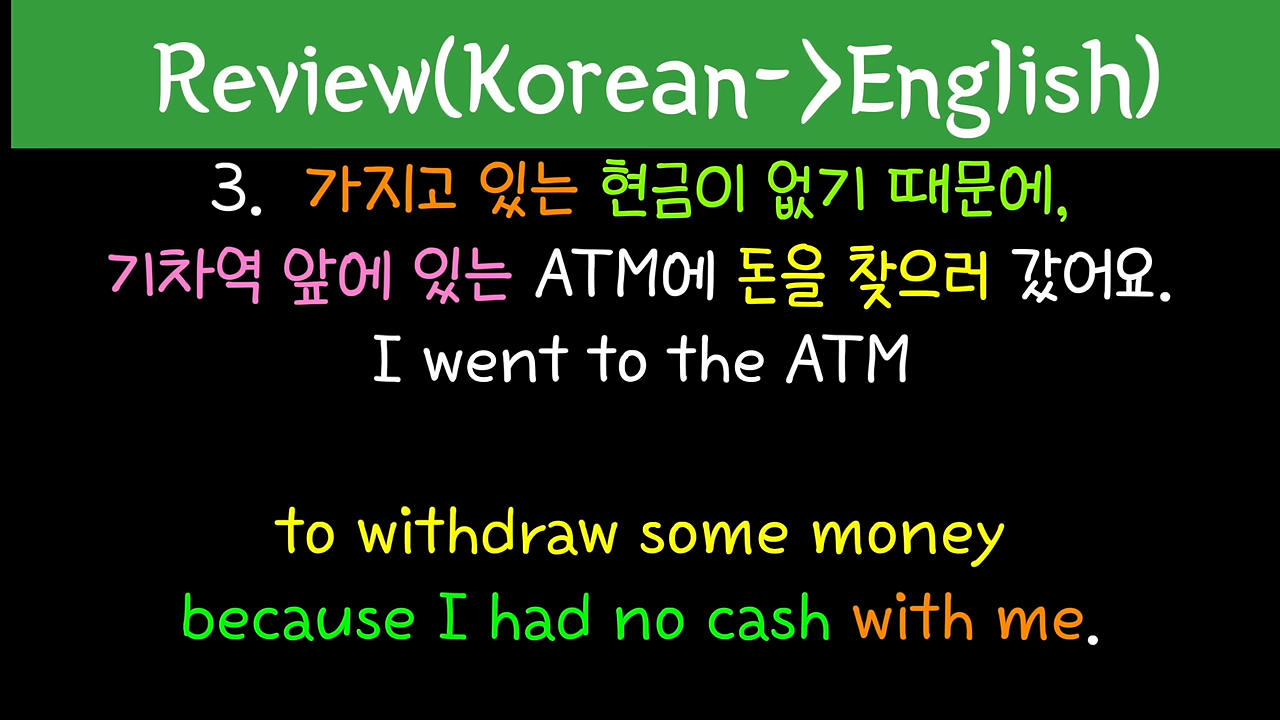 Review(Korean->English)
3. 가지고 있는 현금이 없기 때문에,
기차역 앞에 있는 ATM에 돈을 찾으러 갔어요.
I went to the ATM
to withdraw some money
because I had no cash with me.